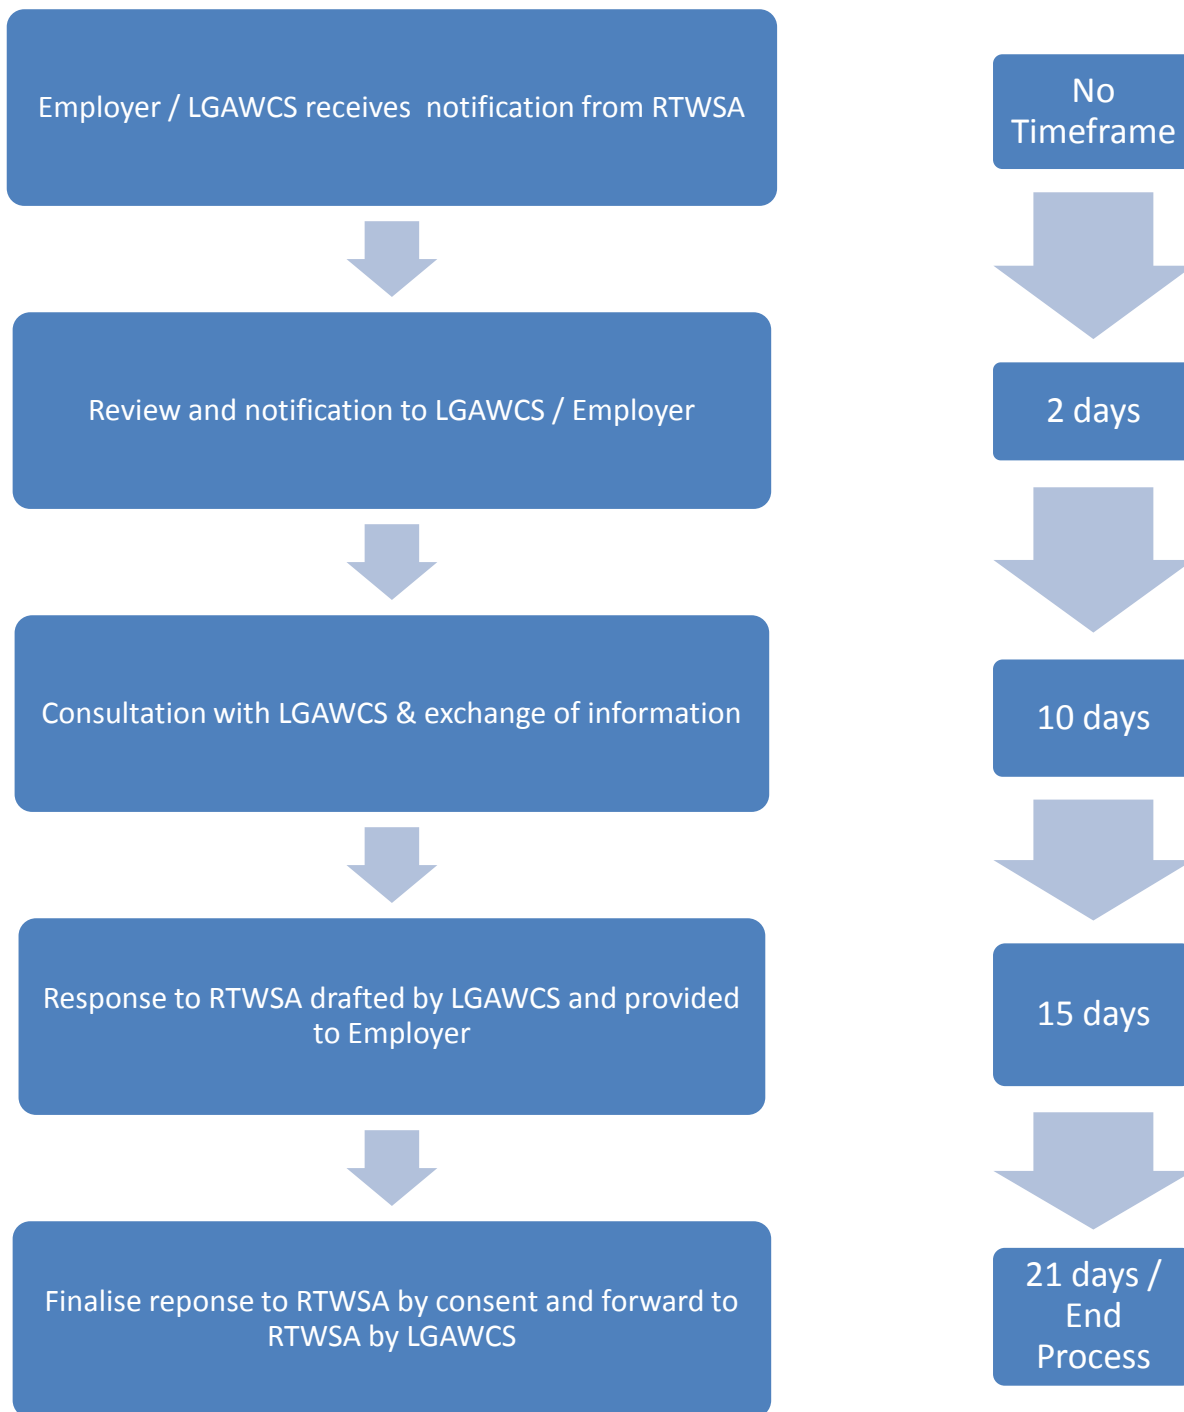 Employer / LGAWCS receives notification from RTWSA
No
Timeframe
Review and notification to LGAWCS / Employer
2 days
Consultation with LGAWCS & exchange of information
10 days
Response to RTWSA drafted by LGAWCS and provided
to Employer
15 days
Finalise reponse to RTWSA by consent and forward to
RTWSA by LGAWCS
21 days /
End
Process